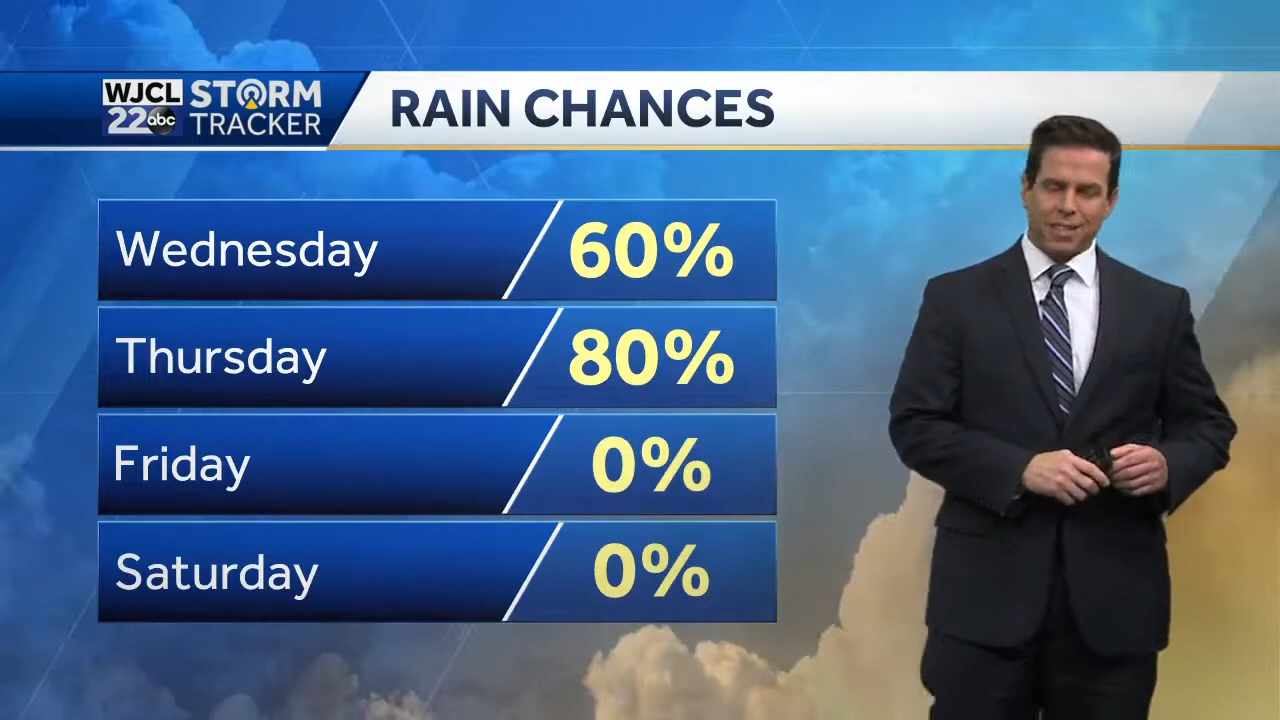 WJCL
22 abc
STORM
TRACKER
RAIN CHANCES
Wednesday 60%
Thursday 80%
Friday 0%
Saturday 0%